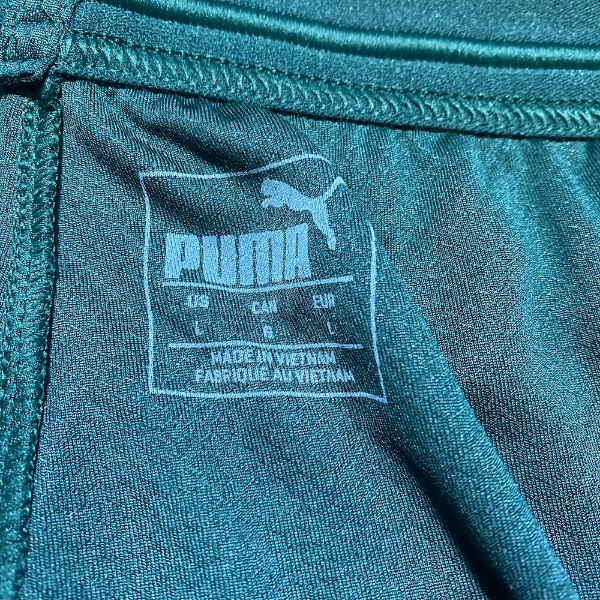 PUMA
US CAN EUR
L G L
MADE IN VIETNAM
FABRIQUE AU VIETNAM